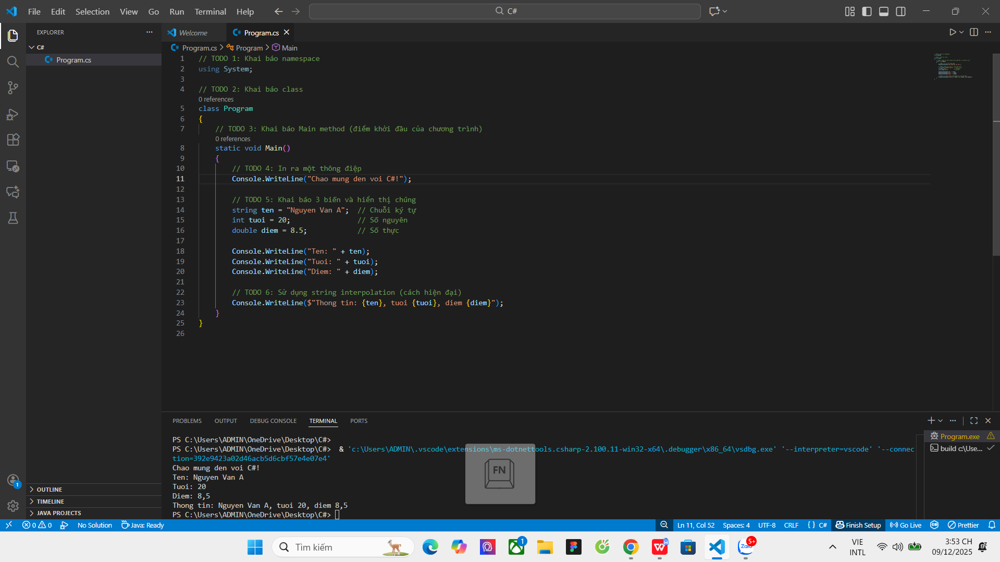 File Edit Selection View Go Run Terminal Help
C#
EXPLORER
C#
Program.cs
OUTLINE
TIMELINE
JAVA PROJECTS
Welcome
Program.cs
Program.cs > Program > Main
1 // TODO 1: Khai báo namespace
2 using System;
3
4 // TODO 2: Khai báo class
0 references
5 class Program
6 {
7 // TODO 3: Khai báo Main method (điểm khởi đầu của chương trình)
0 references
8 static void Main()
9 {
10 // TODO 4: In ra một thông điệp
11 Console.WriteLine("Chao mung den voi C#!");
12
13 // TODO 5: Khai báo 3 biến và hiển thị chúng
14 string ten = "Nguyen Van A"; // Chuỗi ký tự
15 int tuoi = 20; // Số nguyên
16 double diem = 8.5; // Số thực
17
18 Console.WriteLine("Ten: " + ten);
19 Console.WriteLine("Tuoi: " + tuoi);
20 Console.WriteLine("Diem: " + diem);
21
22 // TODO 6: Sử dụng string interpolation (cách hiện đại)
23 Console.WriteLine($"Thong tin: {ten}, tuoi {tuoi}, diem {diem}");
24 }
25 }
26
PROBLEMS OUTPUT DEBUG CONSOLE TERMINAL PORTS
PS C:\Users\ADMIN\OneDrive\Desktop\C#>
PS C:\Users\ADMIN\OneDrive\Desktop\C#> & 'c:\Users\ADMIN\.vscode\extensions\ms-dotnettools.csharp-2.100.11-win32-x64\.debugger\x86_64\vsdbg.exe' '--interpreter=vscode' '--connec
tion=392e9423a02d46acb5d6cbf57e4e07e4'
Chao mung den voi C#!
Ten: Nguyen Van A
Tuoi: 20
Diem: 8,5
Thong tin: Nguyen Van A, tuoi 20, diem 8,5
PS C:\Users\ADMIN\OneDrive\Desktop\C#>
Program.exe
build c:\Use...
FN
1
0 0 No Solution Java: Ready
Ln 11, Col 52 Spaces: 4 UTF-8 CRLF { } C# Finish Setup Go Live Prettier
Tìm kiếm
1
Zalo
5+
VIE
INTL
3:53 CH
09/12/2025